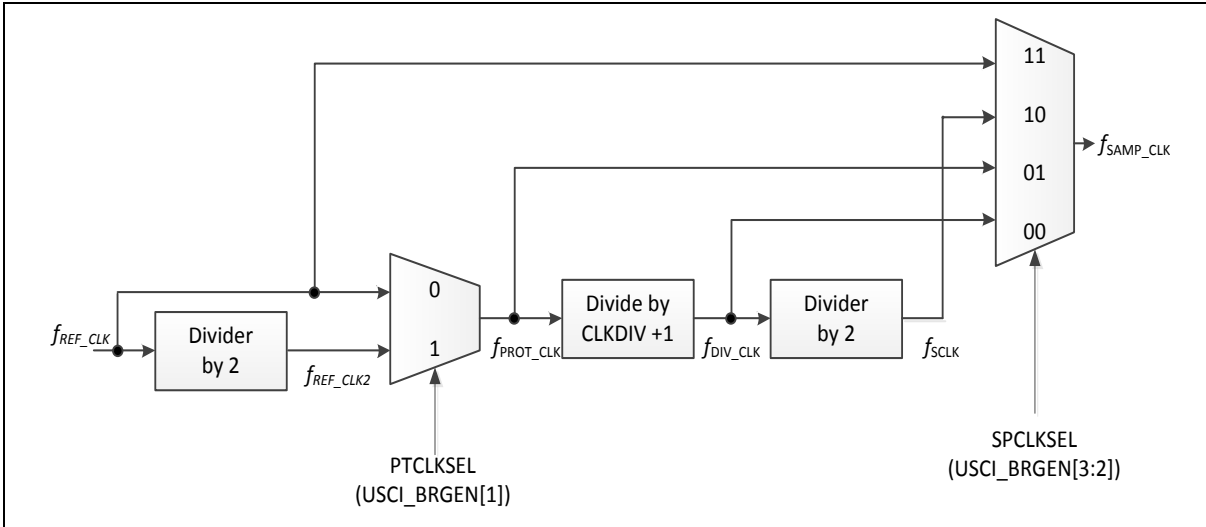 11
10
01
00
fSAMP_CLK
0
1
fREF_CLK
Divider
by 2
fREF_CLK2
fPROT_CLK
Divide by
CLKDIV +1
fDIV_CLK
Divider
by 2
fSCLK
PTCLKSEL
(USCI_BRGEN[1])
SPCLKSEL
(USCI_BRGEN[3:2])